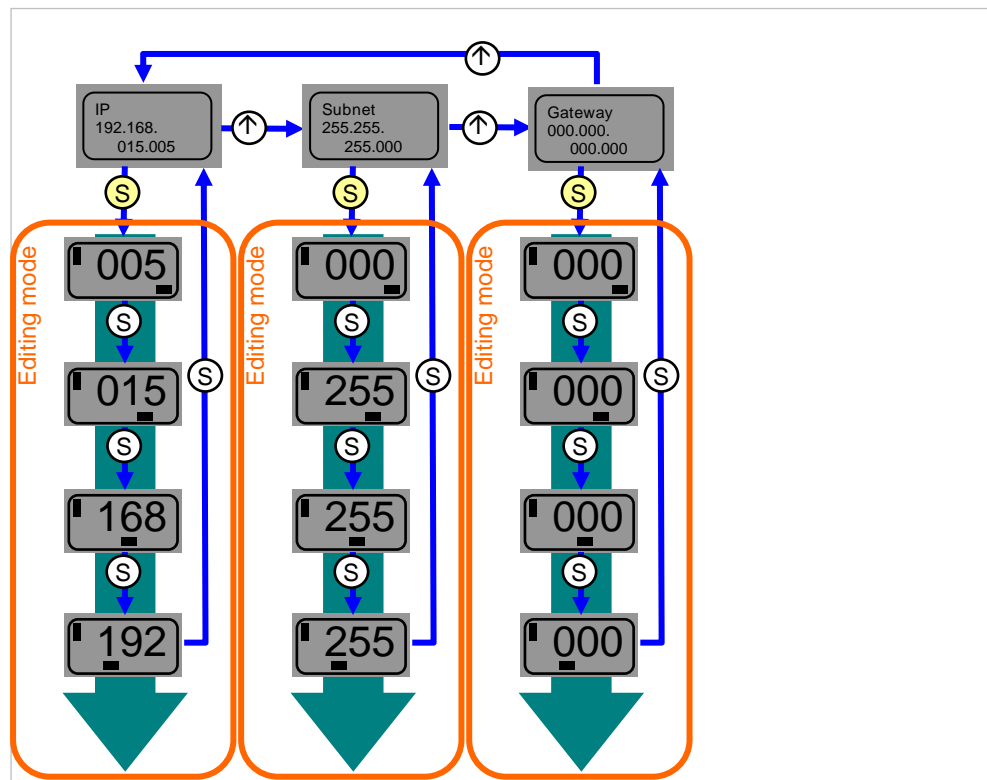 ↑
IP
192.168.
015.005
↑
Subnet
255.255.
255.000
↑
Gateway
000.000.
000.000
S
S
S
Editing mode
005
S
015
S
168
S
192
S
Editing mode
000
S
255
S
255
S
255
S
Editing mode
000
S
000
S
000
S
000
S